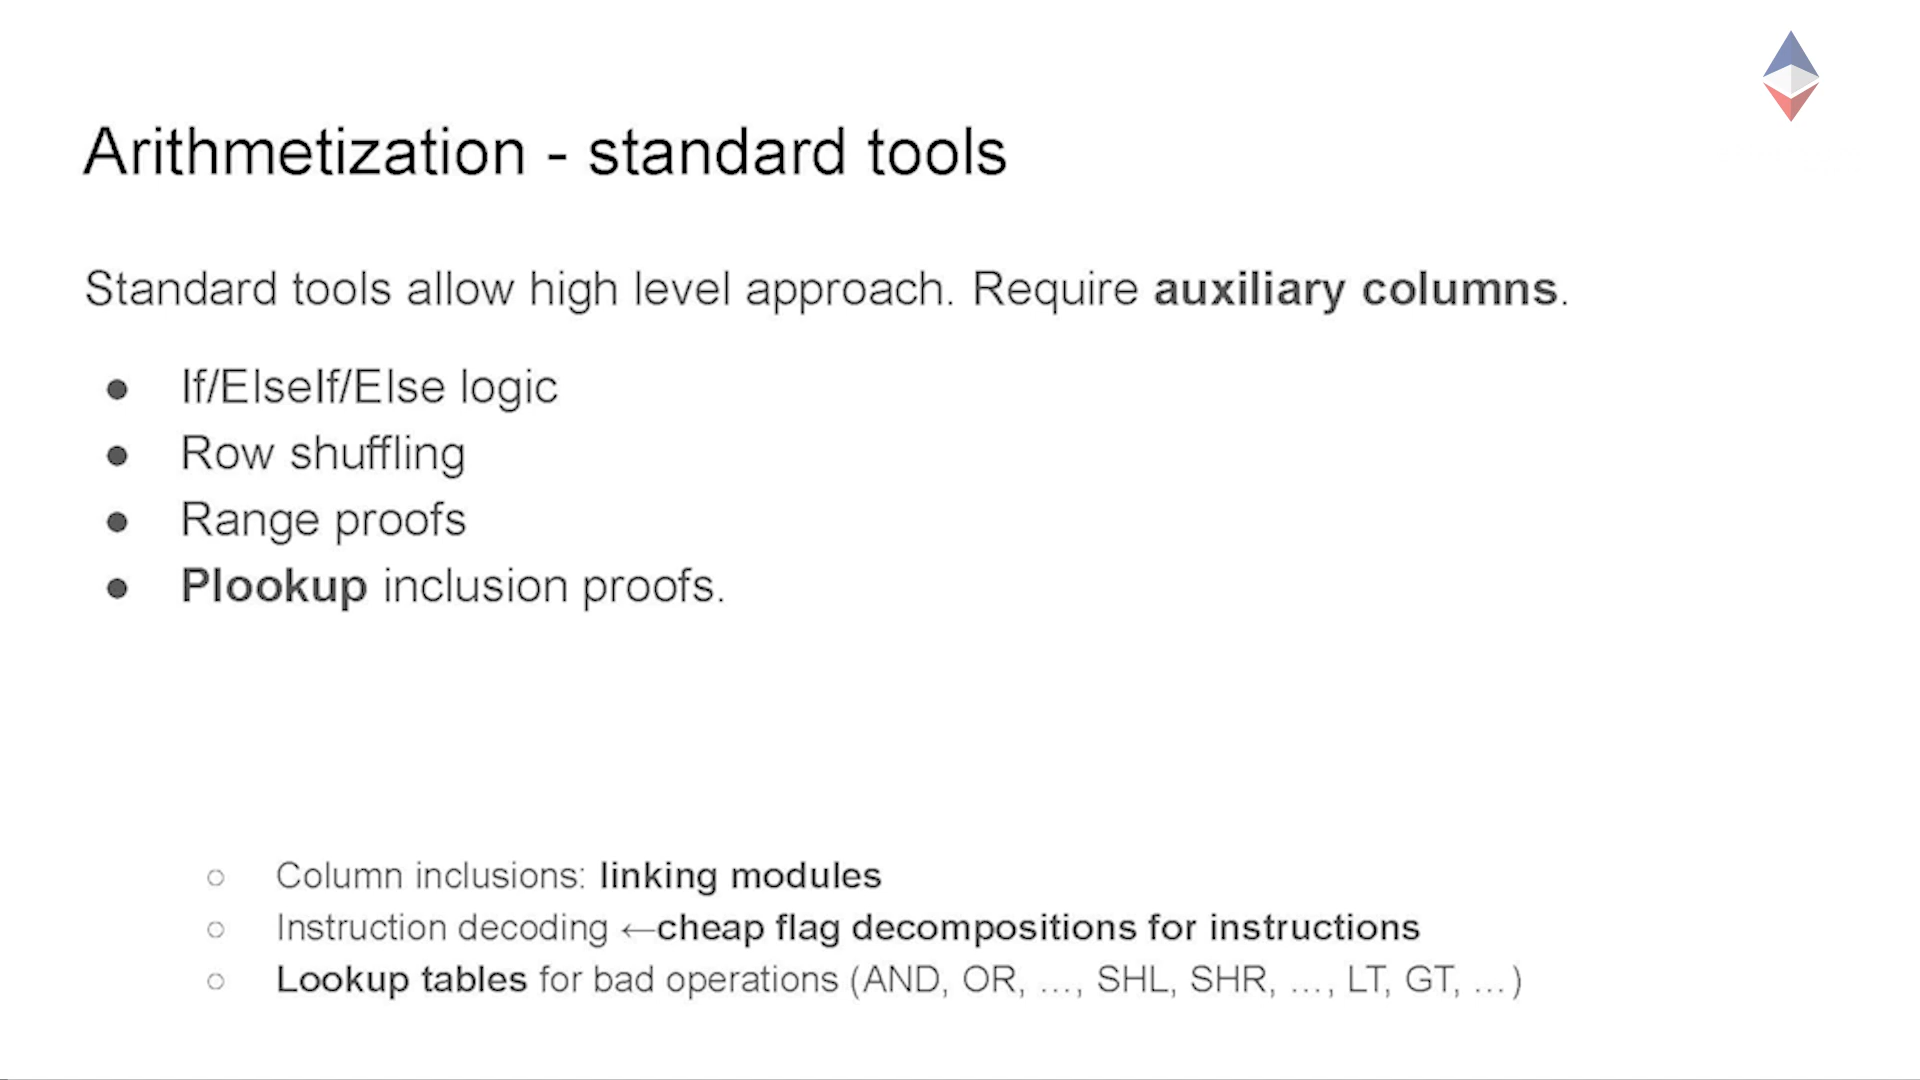 Arithmetization - standard tools
Standard tools allow high level approach. Require auxiliary columns.
● If/ElseIf/Else logic
● Row shuffling
● Range proofs
● Plookup inclusion proofs.
○ Column inclusions: linking modules
○ Instruction decoding ←cheap flag decompositions for instructions
○ Lookup tables for bad operations (AND, OR, …, SHL, SHR, …, LT, GT, …)